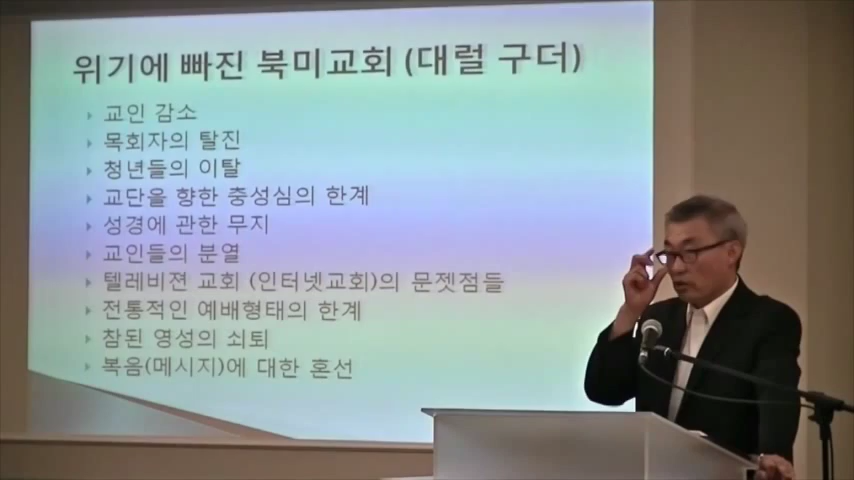 위기에 빠진 북미교회 (대럴 구더)
교인 감소
목회자의 탈진
청년들의 이탈
교단을 향한 충성심의 한계
성경에 관한 무지
교인들의 분열
텔레비젼 교회 (인터넷교회)의 문젯점들
전통적인 예배형태의 한계
참된 영성의 쇠퇴
복음(메시지)에 대한 혼선